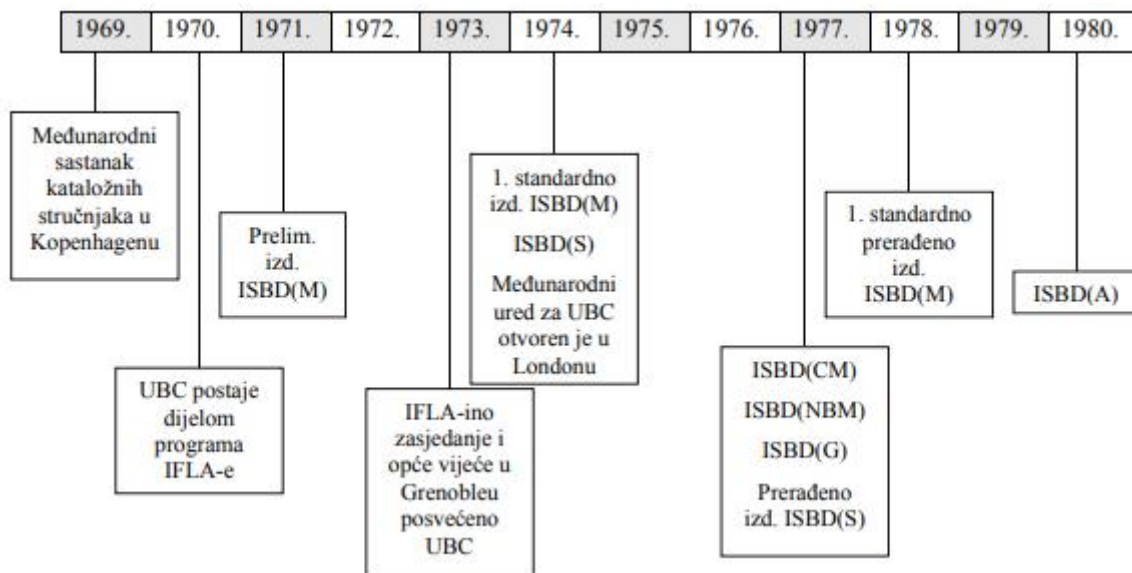 1969. 1970. 1971. 1972. 1973. 1974. 1975. 1976. 1977. 1978. 1979. 1980.
Međunarodni
sastanak
kataložnih
stručnjaka u
Kopenhagenu
UBC postaje
dijelom
programa
IFLA-e
Prelim.
izd.
ISBD(M)
IFLA-ino
zasjedanje i
opće vijeće u
Grenobleu
posvećeno
UBC
1. standardno
izd. ISBD(M)
ISBD(S)
Međunarodni
ured za UBC
otvoren je u
Londonu
ISBD(CM)
ISBD(NBM)
ISBD(G)
Prerađeno
izd. ISBD(S)
1. standardno
prerađeno
izd.
ISBD(M)
ISBD(A)